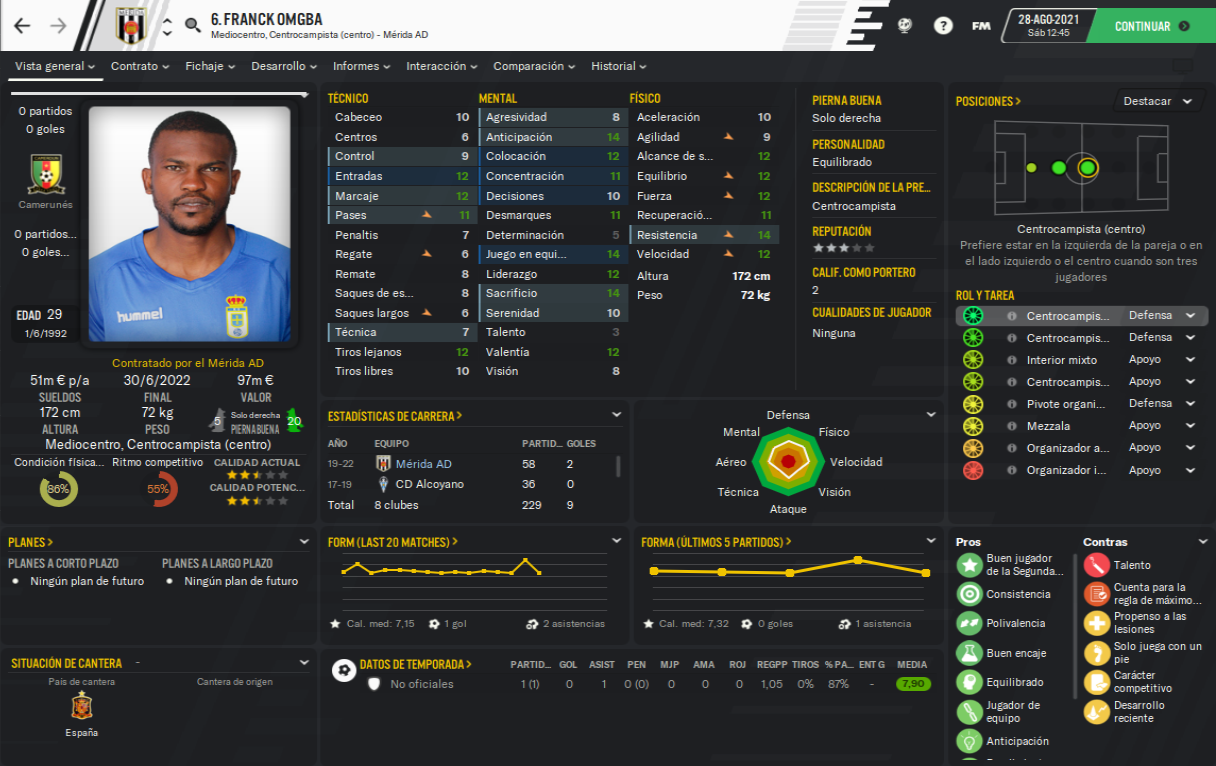 6. FRANCK OMGBA
Mediocentro, Centrocampista (centro) - Mérida AD
?
FM
28-AGO-2021
Sáb 12:45
CONTINUAR
Vista general
Contrato
Fichaje
Desarrollo
Informes
Interacción
Comparación
Historial
0 partidos
0 goles
Camerunés
0 partidos...
0 goles...
EDAD 29
1/6/1992
hummel
Contratado por el Mérida AD
51m € p/a 30/6/2022 97m €
SUELDOS FINAL VALOR
172 cm 72 kg 5 Solo derecha 20
ALTURA PESO PIERNA BUENA
Mediocentro, Centrocampista (centro)
Condición física... Ritmo competitivo CALIDAD ACTUAL
86% 55%
CALIDAD POTENC...
TÉCNICO
Cabeceo 10
Centros 6
Control 9
Entradas 12
Marcaje 12
Pases 11
Penaltis 7
Regate 6
Remate 8
Saques de es... 8
Saques largos 6
Técnica 7
Tiros lejanos 12
Tiros libres 10
MENTAL
Agresividad 8
Anticipación 14
Colocación 12
Concentración 11
Decisiones 10
Desmarques 11
Determinación 5
Juego en equi... 14
Liderazgo 12
Sacrificio 14
Serenidad 10
Talento 3
Valentía 12
Visión 8
FÍSICO
Aceleración 10
Agilidad 9
Alcance de s... 12
Equilibrio 12
Fuerza 12
Recuperació... 11
Resistencia 14
Velocidad 12
Altura 172 cm
Peso 72 kg
PIERNA BUENA
Solo derecha
PERSONALIDAD
Equilibrado
DESCRIPCIÓN DE LA PRE...
Centrocampista
REPUTACIÓN
CALIF. COMO PORTERO
2
CUALIDADES DE JUGADOR
Ninguna
POSICIONES >
Destacar
Centrocampista (centro)
Prefiere estar en la izquierda de la pareja o en
el lado izquierdo o el centro cuando son tres
jugadores
ROL Y TAREA
Centrocampis... Defensa
Centrocampis... Defensa
Interior mixto Apoyo
Centrocampis... Apoyo
Pivote organi... Defensa
Mezzala Apoyo
Organizador a... Apoyo
Organizador i... Apoyo
ESTADÍSTICAS DE CARRERA >
AÑO EQUIPO PARTID... GOLES
19-22 Mérida AD 58 2
17-19 CD Alcoyano 36 0
Total 8 clubes 229 9
Defensa
Mental Físico
Aéreo Velocidad
Técnica Visión
Ataque
PLANES >
PLANES A CORTO PLAZO PLANES A LARGO PLAZO
Ningún plan de futuro Ningún plan de futuro
FORM (LAST 20 MATCHES) >
Cal. med: 7,15 1 gol 2 asistencias
FORMA (ÚLTIMOS 5 PARTIDOS) >
Cal. med: 7,32 0 goles 1 asistencia
SITUACIÓN DE CANTERA -
País de cantera Cantera de origen
España
DATOS DE TEMPORADA > PARTID... GOL ASIST PEN MJP AMA ROJ REGPP TIROS % PA... ENT G MEDIA
No oficiales 1 (1) 0 1 0 (0) 0 0 0 1,05 0% 87% - 7,90
Pros
Buen jugador
de la Segunda...
Consistencia
Polivalencia
Buen encaje
Equilibrado
Jugador de
equipo
Anticipación
Contras
Talento
Cuenta para la
regla de máximo...
Propenso a las
lesiones
Solo juega con un
pie
Carácter
competitivo
Desarrollo
reciente